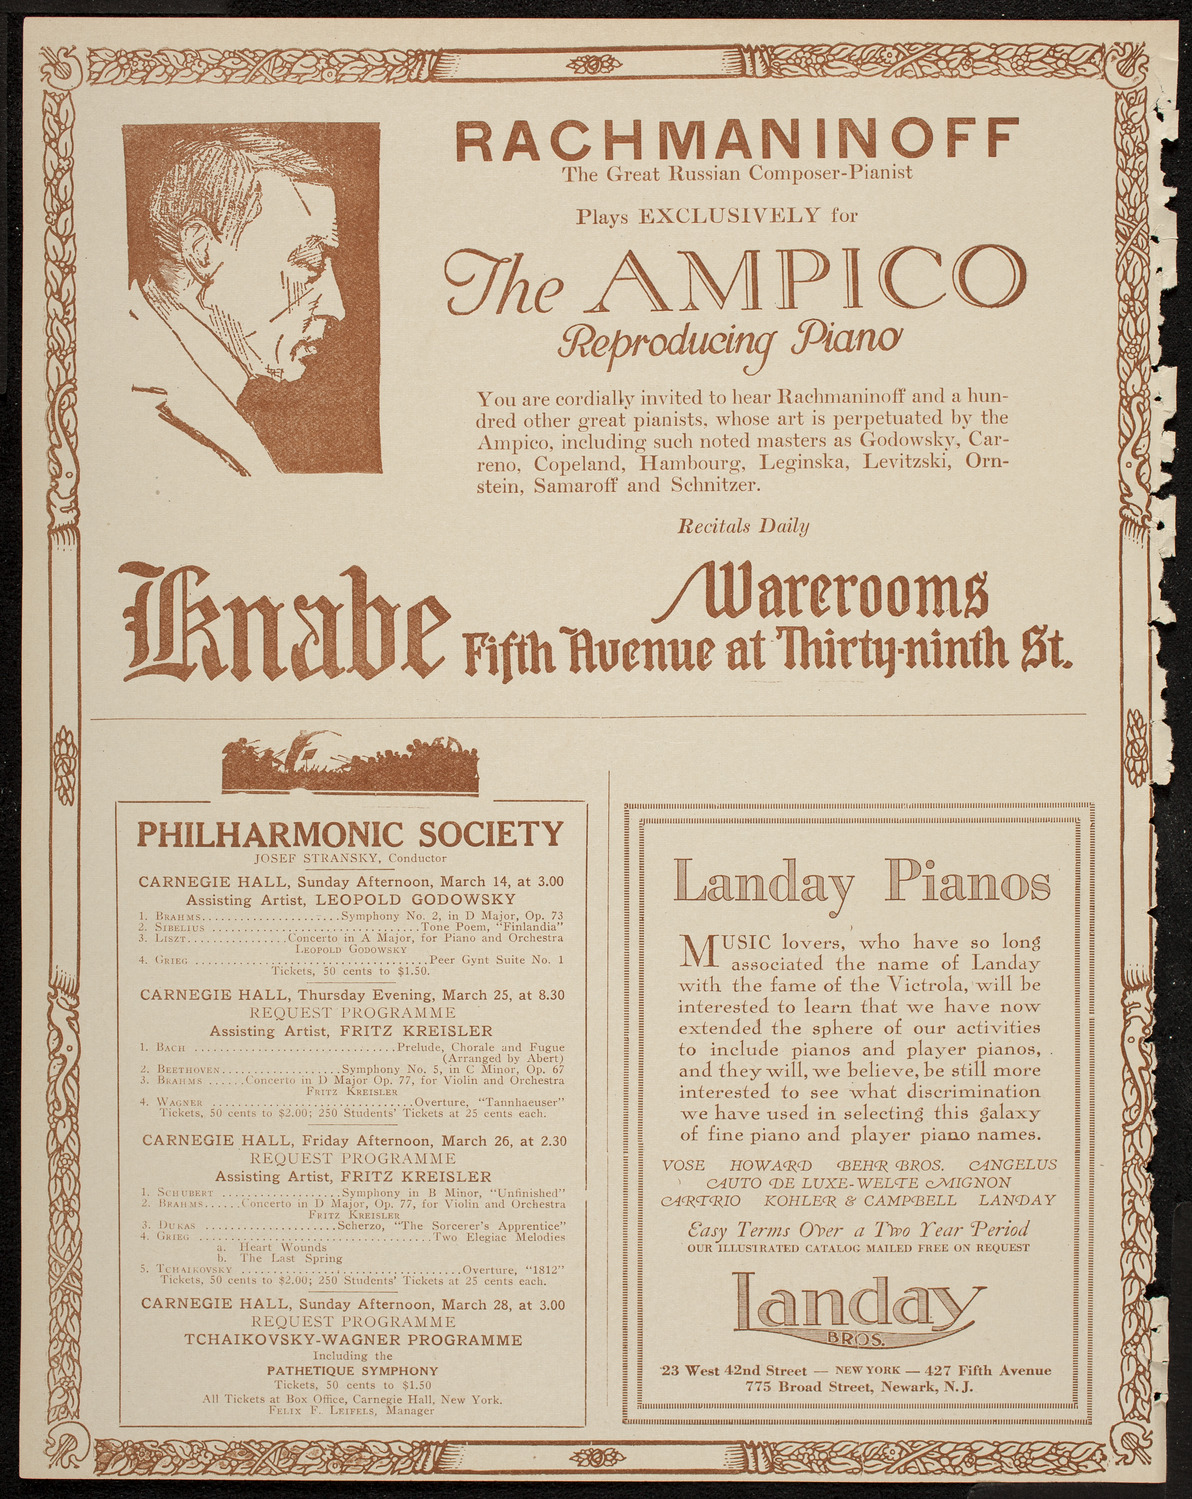 RACHMANINOFF
The Great Russian Composer-Pianist
Plays EXCLUSIVELY for
The AMPICO
Reproducing Piano
You are cordially invited to hear Rachmaninoff and a hun-
dred other great pianists, whose art is perpetuated by the
Ampico, including such noted masters as Godowsky, Car-
reno, Copeland, Hambourg, Leginska, Levitzski, Orn-
stein, Samaroff and Schnitzer.
Recitals Daily
Knabe Warerooms
Fifth Avenue at Thirty-ninth St.
PHILHARMONIC SOCIETY
JOSEF STRANSKY, Conductor
CARNEGIE HALL, Sunday Afternoon, March 14, at 3.00
Assisting Artist, LEOPOLD GODOWSKY
1. BRAHMS......................Symphony No. 2, in D Major, Op. 73
2. SIBELIUS .................................Tone Poem, "Finlandia"
3. LISZT................Concerto in A Major, for Piano and Orchestra
LEOPOLD GODOWSKY
4. GRIEG .....................................Peer Gynt Suite No. 1
Tickets, 50 cents to $1.50.
CARNEGIE HALL, Thursday Evening, March 25, at 8.30
REQUEST PROGRAMME
Assisting Artist, FRITZ KREISLER
1. BACH ................................Prelude, Chorale and Fugue
(Arranged by Abert)
2. BEETHOVEN...................Symphony No. 5, in C Minor, Op. 67
3. BRAHMS ......Concerto in D Major Op. 77, for Violin and Orchestra
FRITZ KREISLER
4. WAGNER ................................Overture, "Tannhaeuser"
Tickets, 50 cents to $2.00; 250 Students' Tickets at 25 cents each.
CARNEGIE HALL, Friday Afternoon, March 26, at 2.30
REQUEST PROGRAMME
Assisting Artist, FRITZ KREISLER
1. SCHUBERT ...................Symphony in B Minor, "Unfinished"
2. BRAHMS......Concerto in D Major, Op. 77, for Violin and Orchestra
FRITZ KREISLER
3. DUKAS .....................Scherzo, "The Sorcerer's Apprentice"
4. GRIEG ....................................Two Elegiac Melodies
a. Heart Wounds
b. The Last Spring
5. TCHAIKOVSKY ...................................Overture, "1812"
Tickets, 50 cents to $2.00; 250 Students' Tickets at 25 cents each.
CARNEGIE HALL, Sunday Afternoon, March 28, at 3.00
REQUEST PROGRAMME
TCHAIKOVSKY-WAGNER PROGRAMME
Including the
PATHETIQUE SYMPHONY
Tickets, 50 cents to $1.50
All Tickets at Box Office, Carnegie Hall, New York.
FELIX F. LEIFELS, Manager
Landay Pianos
MUSIC lovers, who have so long
associated the name of Landay
with the fame of the Victrola, will be
interested to learn that we have now
extended the sphere of our activities
to include pianos and player pianos,
and they will, we believe, be still more
interested to see what discrimination
we have used in selecting this galaxy
of fine piano and player piano names.
VOSE HOWARD BEHR BROS. ANGELUS
AUTO DE LUXE-WELTE MIGNON
ARTRIO KOHLER & CAMPBELL LANDAY
Easy Terms Over a Two Year Period
OUR ILLUSTRATED CATALOG MAILED FREE ON REQUEST
Landay
BROS.
23 West 42nd Street — NEW YORK — 427 Fifth Avenue
775 Broad Street, Newark, N. J.